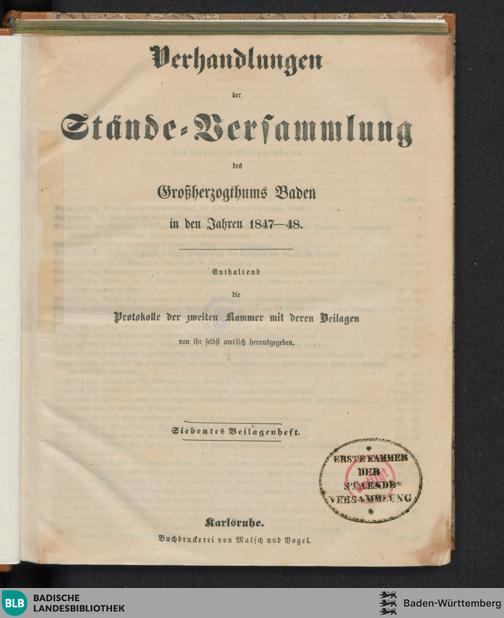 Verhandlungen
der
Stände-Versammlung
des
Großherzogthums Baden
in den Jahren 1847—48.
Enthaltend
die
Protokolle der zweiten Kammer mit deren Beilagen
von ihr selbst amtlich herausgegeben.
Siebentes Beilagenheft.
ERSTE KAMMER
DER
STAENDE-
VERSAMMLUNG
Karlsruhe.
Buchdruckerei von Malsch und Vogel.
BLB
BADISCHE
LANDESBIBLIOTHEK
Baden-Württemberg